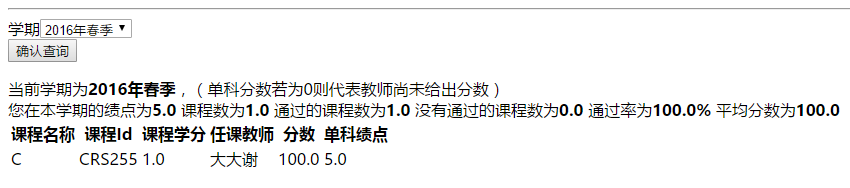 学期 2016年春季
确认查询
当前学期为2016年春季，（单科分数若为0则代表教师尚未给出分数）
您在本学期的绩点为5.0 课程数为1.0 通过的课程数为1.0 没有通过的课程数为0.0 通过率为100.0% 平均分数为100.0
课程名称 课程Id 课程学分 任课教师 分数 单科绩点
C CRS255 1.0 大大谢 100.0 5.0